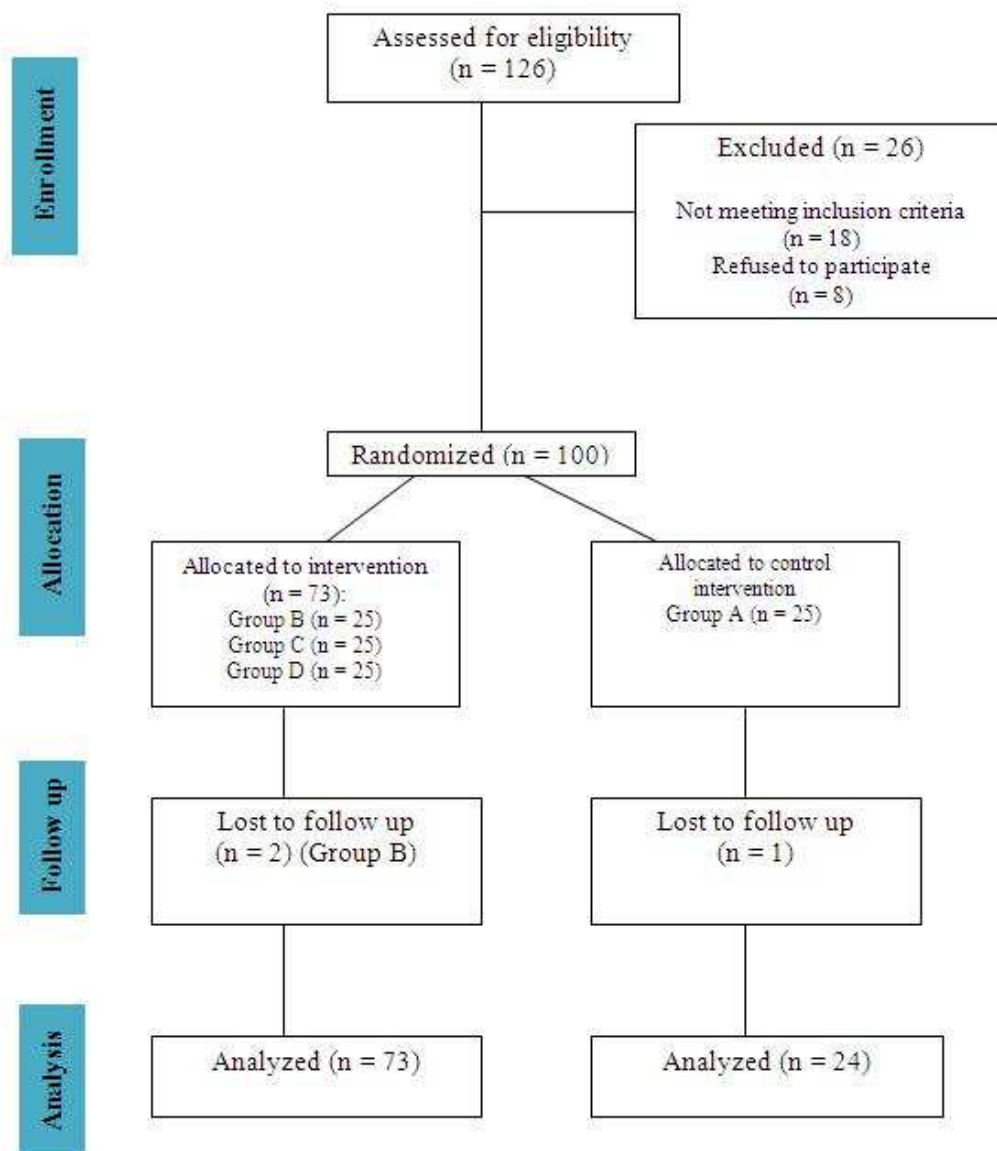 Enrollment
Assessed for eligibility
(n = 126)
Excluded (n = 26)
Not meeting inclusion criteria
(n = 18)
Refused to participate
(n = 8)
Allocation
Randomized (n = 100)
Allocated to intervention
(n = 73):
Group B (n = 25)
Group C (n = 25)
Group D (n = 25)
Allocated to control
intervention
Group A (n = 25)
Follow up
Lost to follow up
(n = 2) (Group B)
Lost to follow up
(n = 1)
Analysis
Analyzed (n = 73)
Analyzed (n = 24)